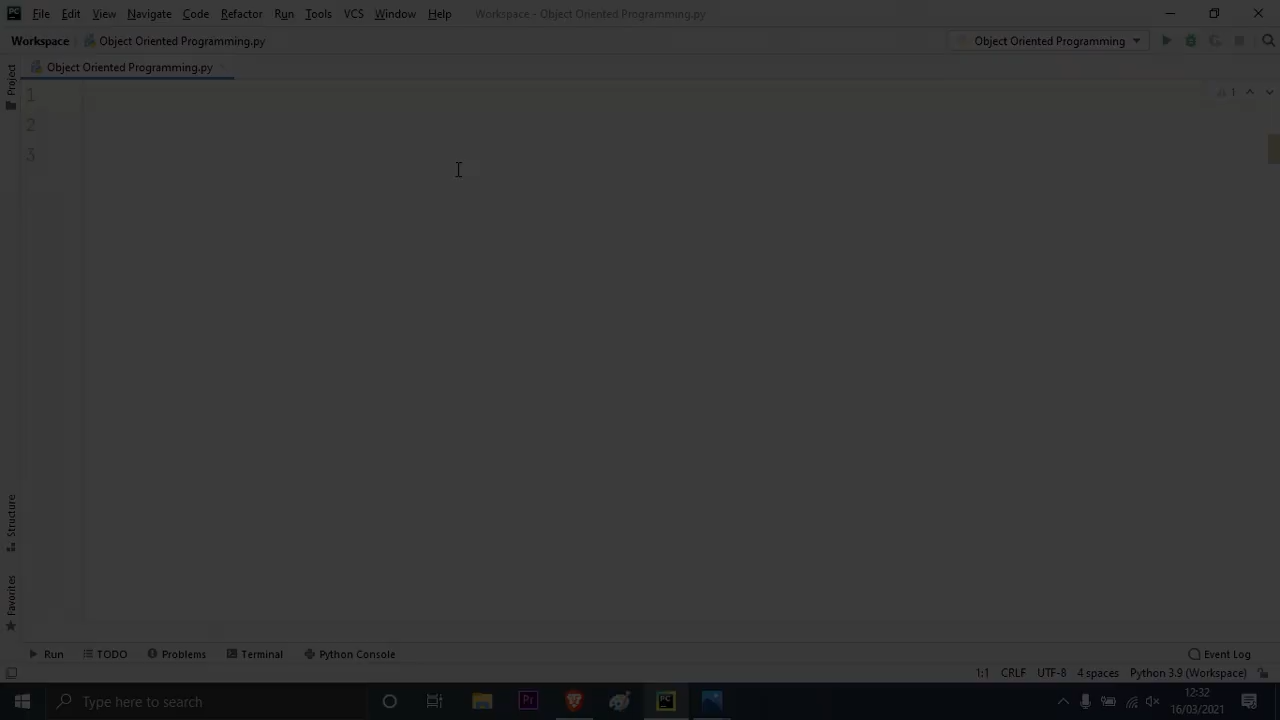 File Edit View Navigate Code Refactor Run Tools VCS Window Help Workspace - Object Oriented Programming.py
Workspace Object Oriented Programming.py Object Oriented Programming
Project
Object Oriented Programming.py
1
1
2
3
Structure
Favorites
Run TODO Problems Terminal Python Console Event Log
1:1 CRLF UTF-8 4 spaces Python 3.9 (Workspace)
Type here to search
12:32
16/03/2021